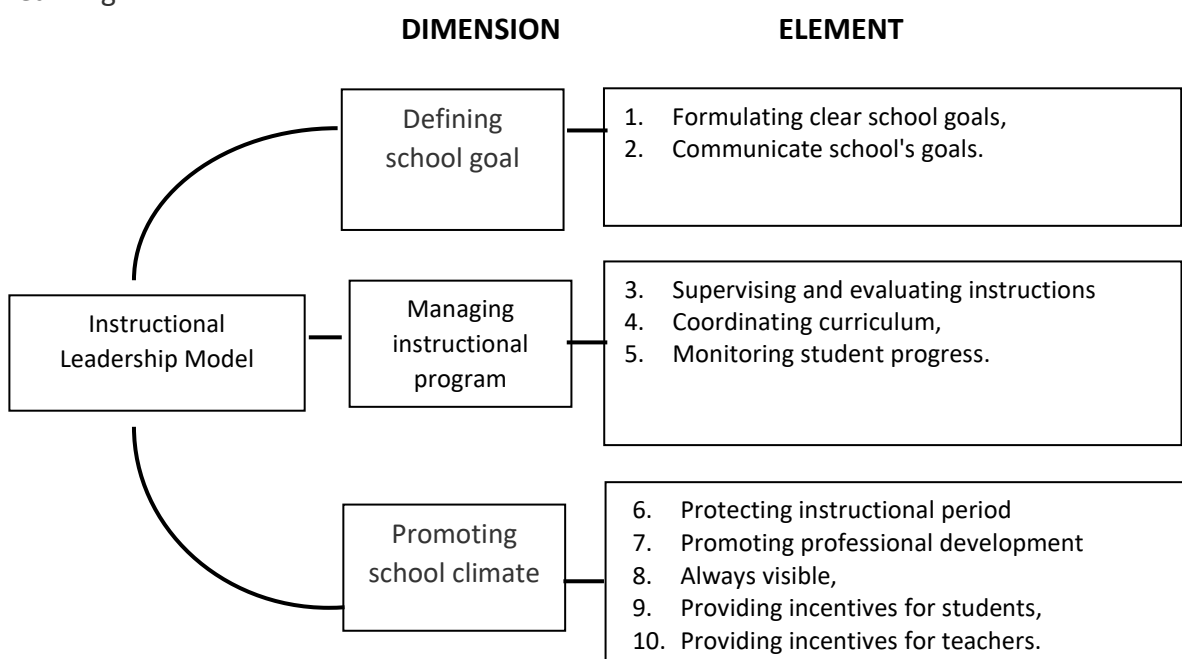 DIMENSION ELEMENT
Defining
school goal
1. Formulating clear school goals,
2. Communicate school's goals.
Instructional
Leadership Model
Managing
instructional
program
3. Supervising and evaluating instructions
4. Coordinating curriculum,
5. Monitoring student progress.
Promoting
school climate
6. Protecting instructional period
7. Promoting professional development
8. Always visible,
9. Providing incentives for students,
10. Providing incentives for teachers.